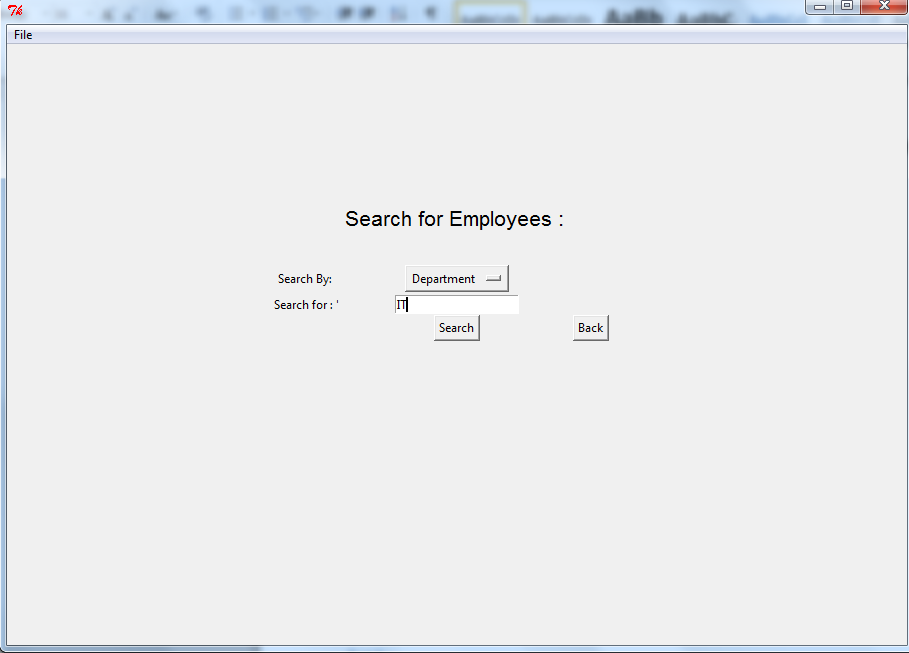 File
Search for Employees :
Search By: Department
Search for : ' IT
Search Back